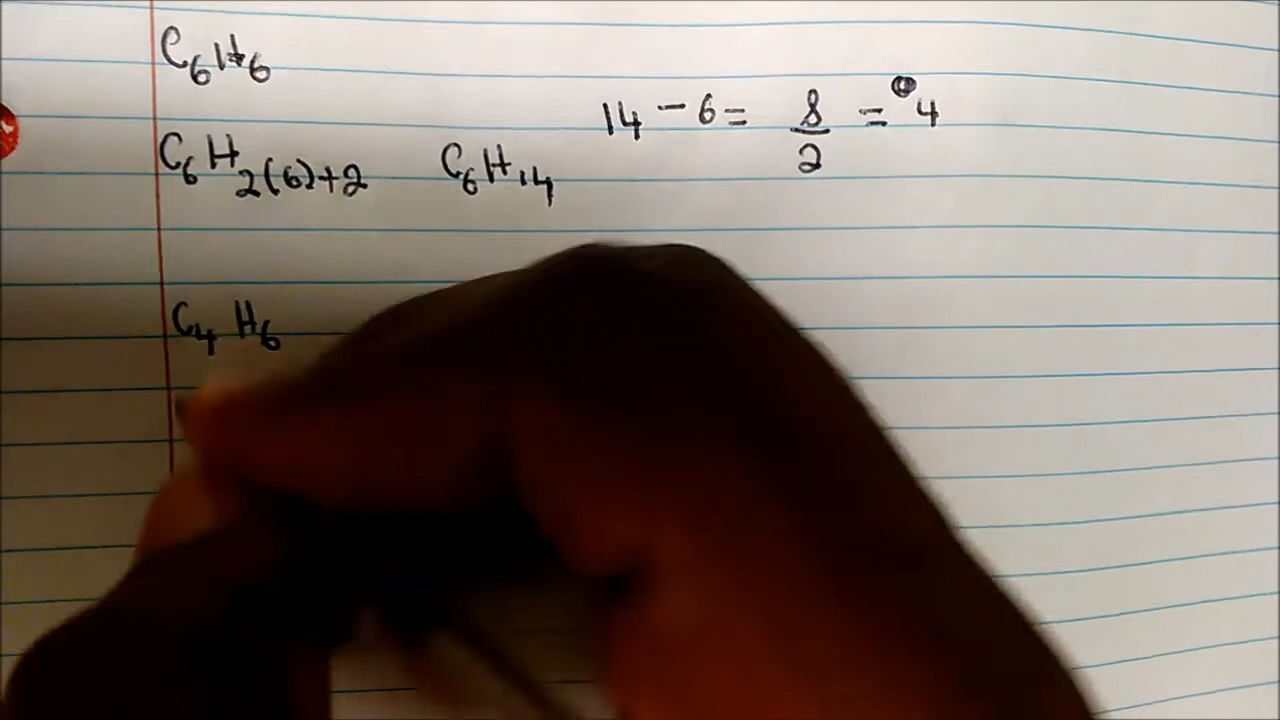 C₆H₆
14 - 6 = 8/2 = 4
C₆H₂₍₆₎₊₂ C₆H₁₄
C₄H₆